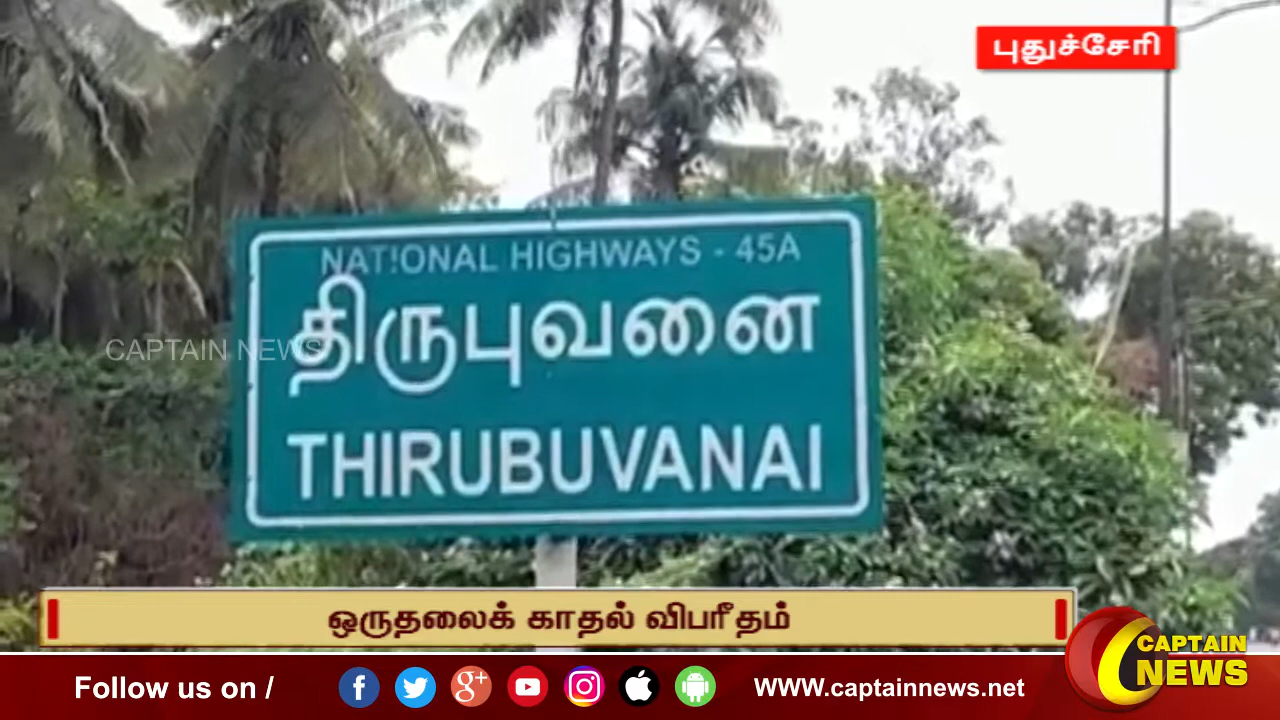 புதுச்சேரி
NATIONAL HIGHWAYS - 45A
திருபுவனை
CAPTAIN NEWS
THIRUBUVANAI
ஒருதலைக் காதல் விபரீதம்
CAPTAIN
NEWS
Follow us on / WWW.captainnews.net